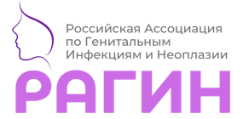 Российская Ассоциация
по Генитальным
Инфекциям и Неоплазии
РАГИН